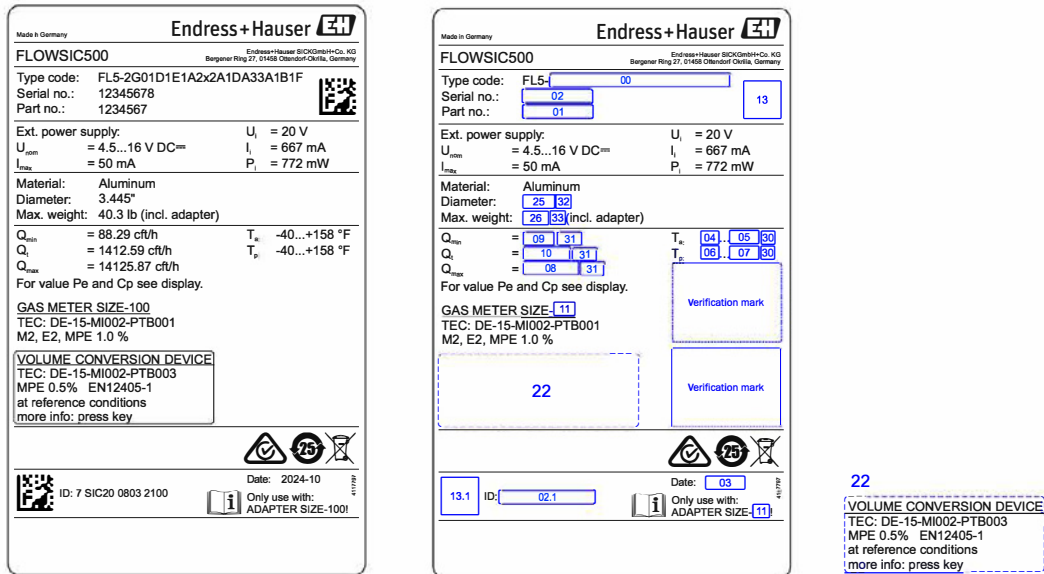 Made in Germany
Endress+Hauser EH
FLOWSIC500
Endress+Hauser SICKGmbH+Co. KG
Bergener Ring 27, 01458 Ottendorf-Okrilla, Germany
Type code: FL5-2G01D1E1A2x2A1DA33A1B1F
Serial no.: 12345678
Part no.: 1234567
Ext. power supply:
Unom = 4.5...16 V DC⎓
Imax = 50 mA
Ui = 20 V
Ii = 667 mA
Pi = 772 mW
Material: Aluminum
Diameter: 3.445"
Max. weight: 40.3 lb (incl. adapter)
Qmin = 88.29 cft/h
Qt = 1412.59 cft/h
Qmax = 14125.87 cft/h
Ta: -40...+158 °F
Tp: -40...+158 °F
For value Pe and Cp see display.
GAS METER SIZE-100
TEC: DE-15-MI002-PTB001
M2, E2, MPE 1.0 %
VOLUME CONVERSION DEVICE
TEC: DE-15-MI002-PTB003
MPE 0.5% EN12405-1
at reference conditions
more info: press key
25
ID: 7 SIC20 0803 2100
Date: 2024-10
Only use with:
ADAPTER SIZE-100!
Made in Germany
Endress+Hauser EH
FLOWSIC500
Endress+Hauser SICKGmbH+Co. KG
Bergener Ring 27, 01458 Ottendorf-Okrilla, Germany
Type code: FL5- 00
Serial no.: 02
Part no.: 01
13
Ext. power supply:
Unom = 4.5...16 V DC⎓
Imax = 50 mA
Ui = 20 V
Ii = 667 mA
Pi = 772 mW
Material: Aluminum
Diameter: 25 32
Max. weight: 26 33 (incl. adapter)
Qmin = 09 31
Qt = 10 31
Qmax = 08 31
Ta: 04 ... 05 30
Tp: 06 ... 07 30
For value Pe and Cp see display.
Verification mark
GAS METER SIZE- 11
TEC: DE-15-MI002-PTB001
M2, E2, MPE 1.0 %
22
Verification mark
25
13.1
ID: 02.1
Date: 03
Only use with:
ADAPTER SIZE- 11 !
22
VOLUME CONVERSION DEVICE
TEC: DE-15-MI002-PTB003
MPE 0.5% EN12405-1
at reference conditions
more info: press key